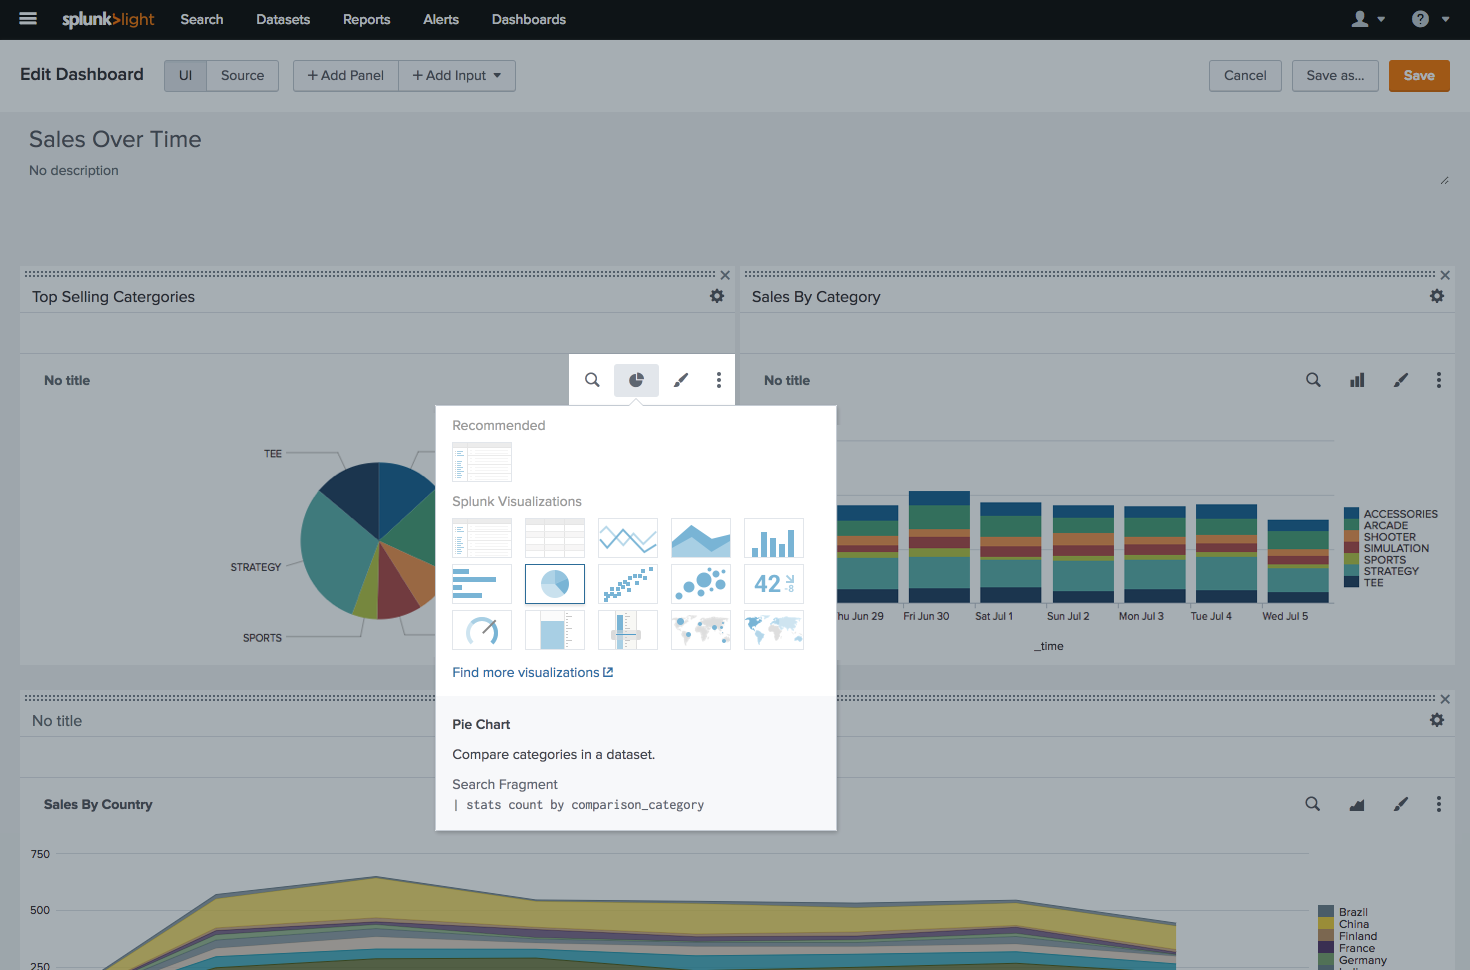 splunk>light Search Datasets Reports Alerts Dashboards ?
Edit Dashboard UI Source + Add Panel + Add Input Cancel Save as... Save
Sales Over Time
No description
Top Selling Catergories
Sales By Category
No title
No title
TEE
STRATEGY
SPORTS
Recommended
Splunk Visualizations
42 -8
Find more visualizations
Pie Chart
Compare categories in a dataset.
Search Fragment
| stats count by comparison_category
ACCESSORIES
ARCADE
SHOOTER
SIMULATION
SPORTS
STRATEGY
TEE
hu Jun 29 Fri Jun 30 Sat Jul 1 Sun Jul 2 Mon Jul 3 Tue Jul 4 Wed Jul 5
_time
No title
Sales By Country
750
500
250
Brazil
China
Finland
France
Germany